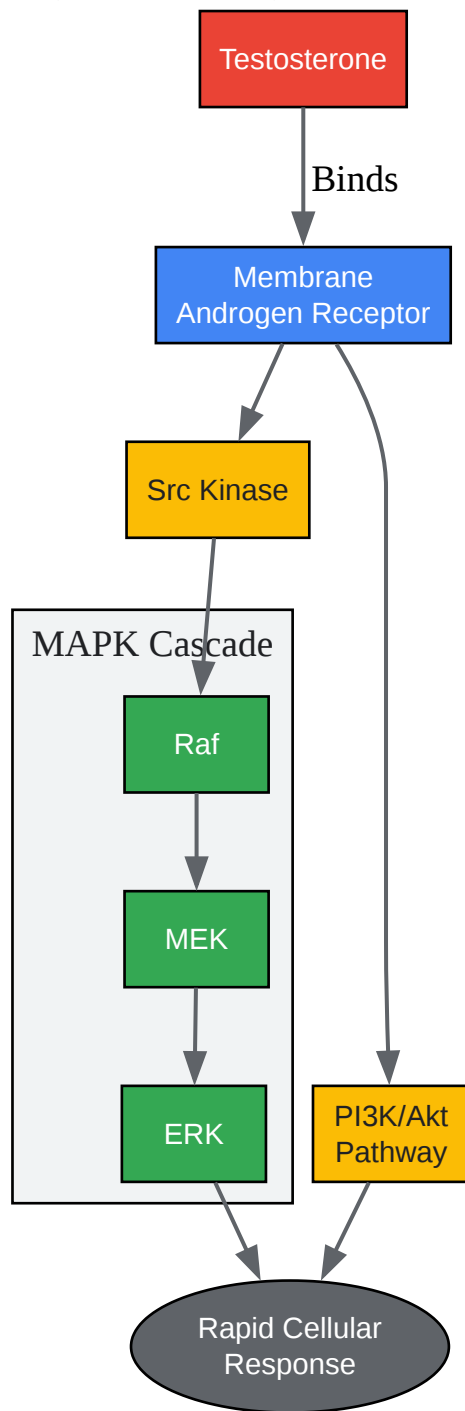 Testosterone
Binds
Membrane
Androgen Receptor
Src Kinase
MAPK Cascade
Raf
MEK
ERK
PI3K/Akt
Pathway
Rapid Cellular
Response